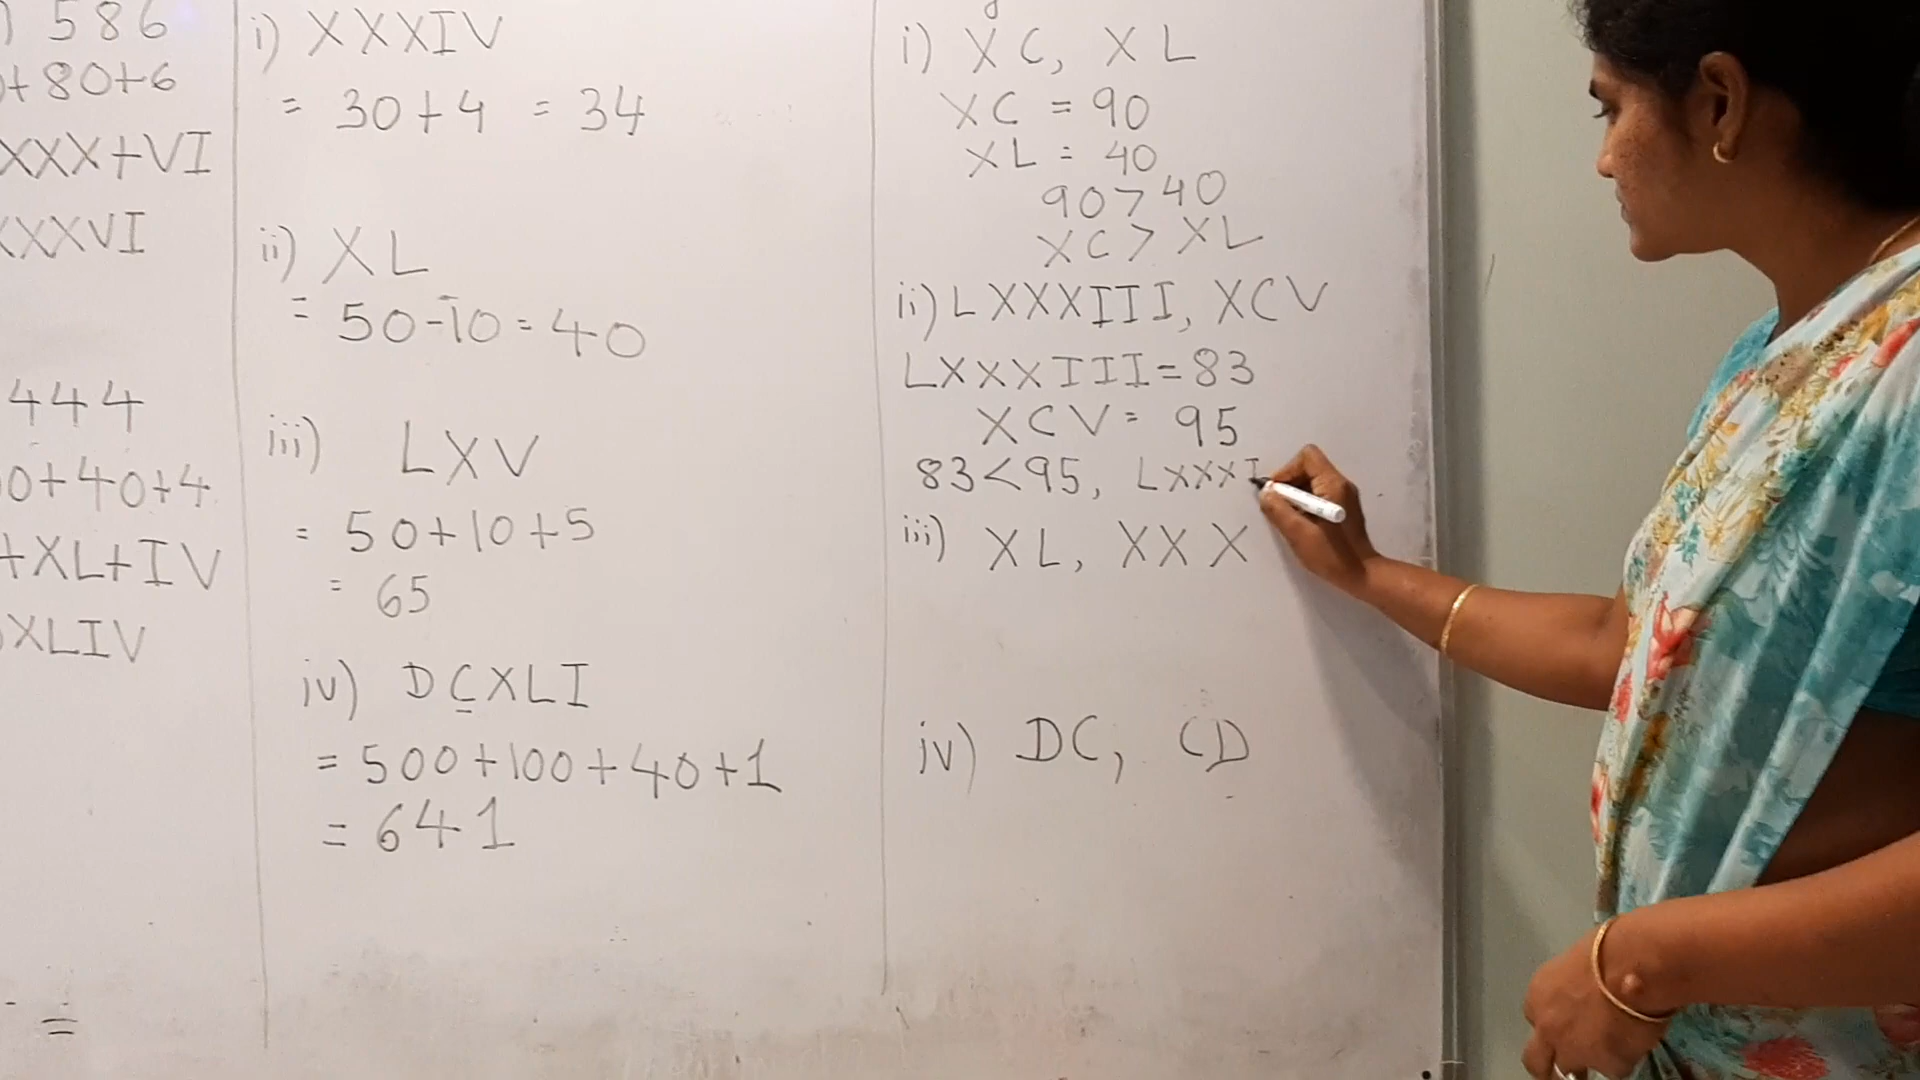 ) 586
+80+6
XXX+VI
XXXVI
444
0+40+4
+XL+IV
XLIV
=
i) XXXIV
= 30+4 = 34
ii) XL
= 50-10=40
iii) LXV
= 50+10+5
= 65
iv) DCXLI
= 500+100+40+1
= 641
i) XC, XL
XC = 90
XL = 40
90>40
XC > XL
ii) LXXXIII, XCV
LXXXIII=83
XCV= 95
83<95, LXXXI
iii) XL, XXX
iv) DC, CD